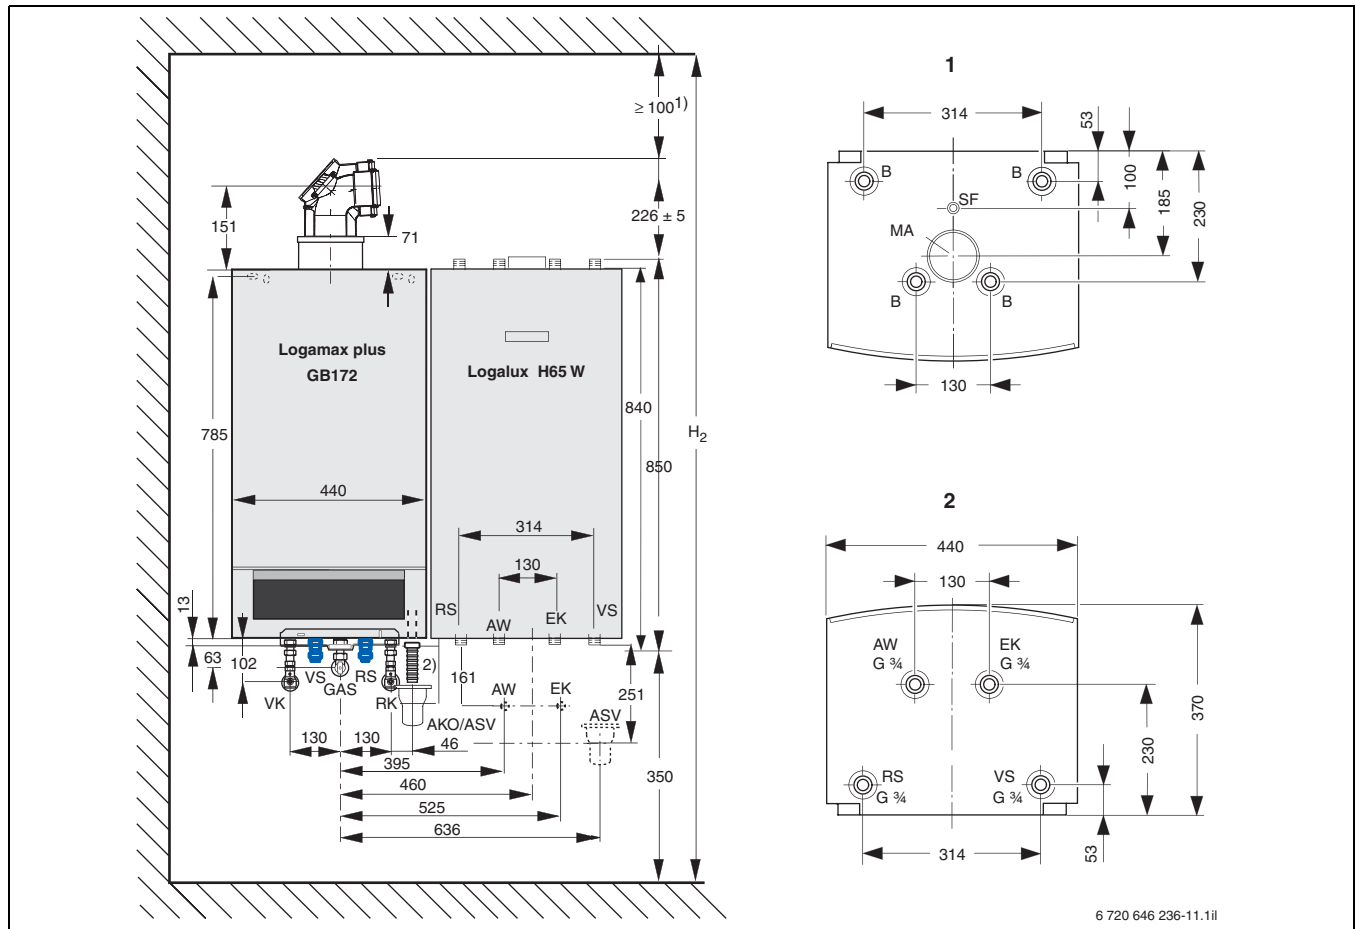 ≥ 100¹⁾
226 ± 5
151
71
Logamax plus
GB172
Logalux H65 W
785
840
H₂
850
440
314
130
13
RS
AW
EK
VS
63
102
VS
RS
2)
GAS
VK
RK
161
AW
EK
251
AKO/ASV
ASV
130
130
46
395
350
460
525
636
1
314
53
B
B
100
SF
185
230
MA
B
B
130
2
440
130
AW
G ¾
EK
G ¾
370
230
RS
G ¾
VS
G ¾
314
53
6 720 646 236-11.1il